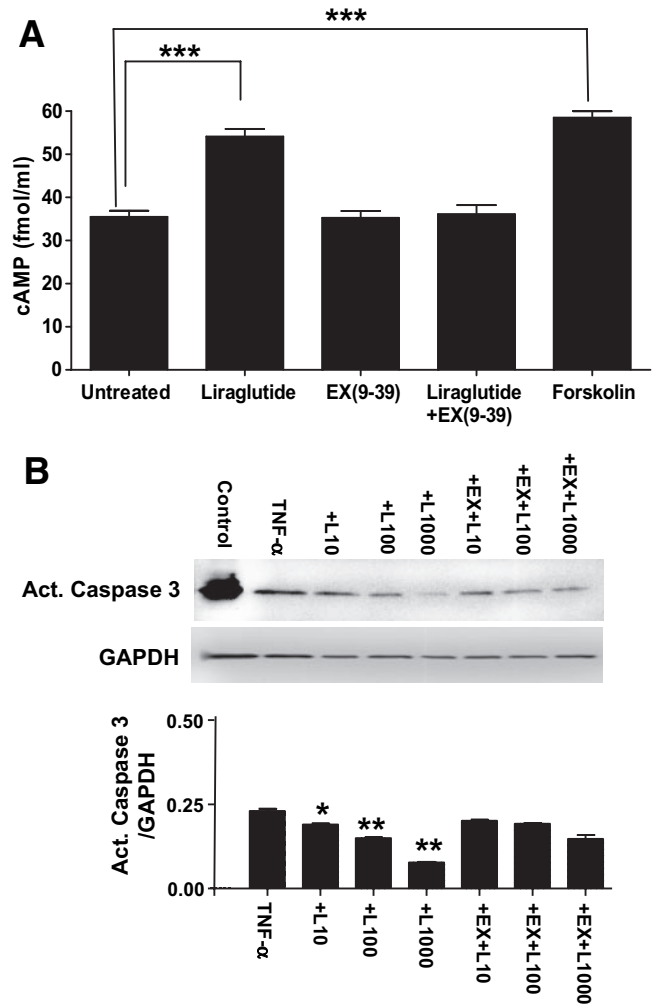 A
***
***
cAMP (fmol/ml)
60
50
40
30
20
10
0
Untreated
Liraglutide
EX(9-39)
Liraglutide
+EX(9-39)
Forskolin
B
Control
TNF-α
+L10
+L100
+L1000
+EX+L10
+EX+L100
+EX+L1000
Act. Caspase 3
GAPDH
Act. Caspase 3
/GAPDH
0.50
0.25
0.00
*
**
**
TNF-α
+L10
+L100
+L1000
+EX+L10
+EX+L100
+EX+L1000